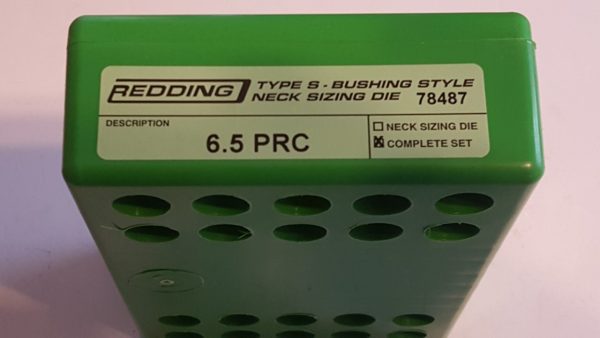 REDDING TYPE S - BUSHING STYLE
NECK SIZING DIE 78487
DESCRIPTION
6.5 PRC
NECK SIZING DIE
COMPLETE SET